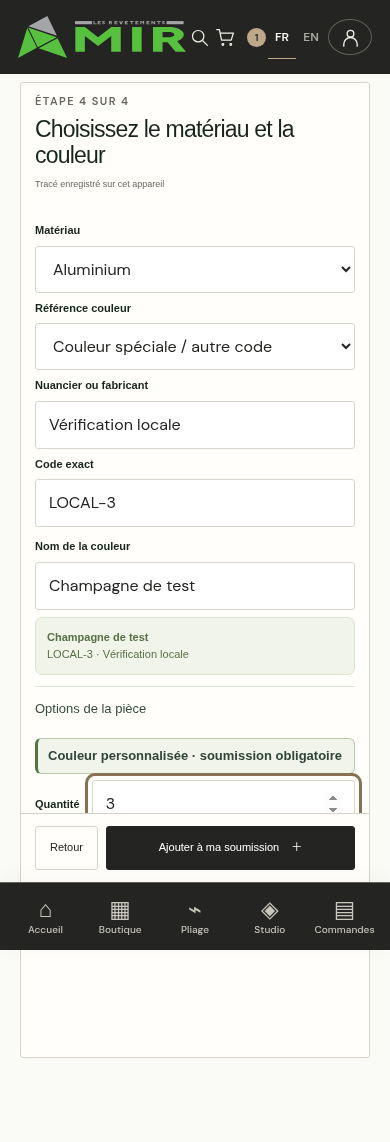 LES REVÊTEMENTS
MIR
1
FR
EN
ÉTAPE 4 SUR 4
Choisissez le matériau et la
couleur
Tracé enregistré sur cet appareil
Matériau
Aluminium
Référence couleur
Couleur spéciale / autre code
Nuancier ou fabricant
Vérification locale
Code exact
LOCAL-3
Nom de la couleur
Champagne de test
Champagne de test
LOCAL-3 · Vérification locale
Options de la pièce
Couleur personnalisée · soumission obligatoire
Quantité
3
Retour
Ajouter à ma soumission +
Accueil
Boutique
Pliage
Studio
Commandes